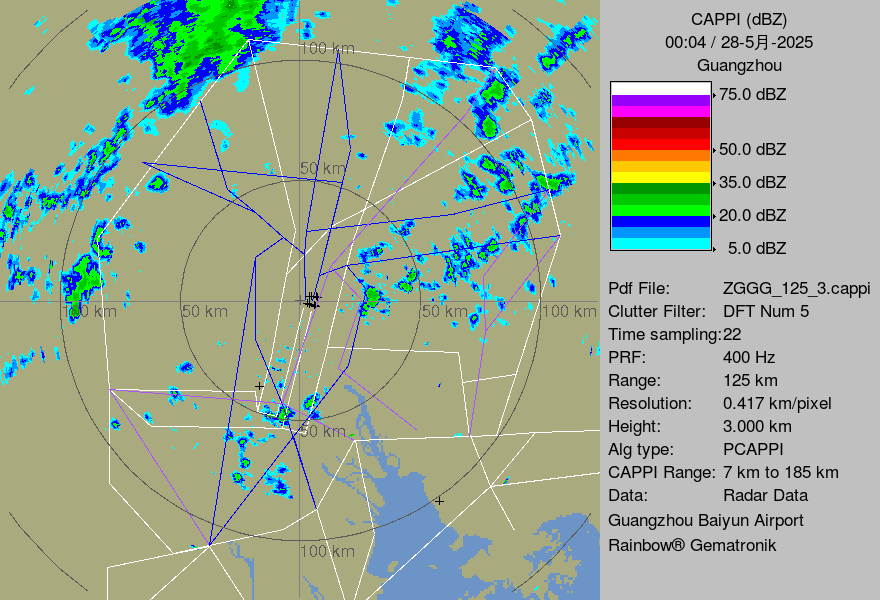 100 km
50 km
100 km
50 km
50 km
100 km
50 km
100 km
CAPPI (dBZ)
00:04 / 28-5月-2025
Guangzhou
75.0 dBZ
50.0 dBZ
35.0 dBZ
20.0 dBZ
5.0 dBZ
Pdf File: ZGGG_125_3.cappi
Clutter Filter: DFT Num 5
Time sampling:22
PRF: 400 Hz
Range: 125 km
Resolution: 0.417 km/pixel
Height: 3.000 km
Alg type: PCAPPI
CAPPI Range: 7 km to 185 km
Data: Radar Data
Guangzhou Baiyun Airport
Rainbow® Gematronik